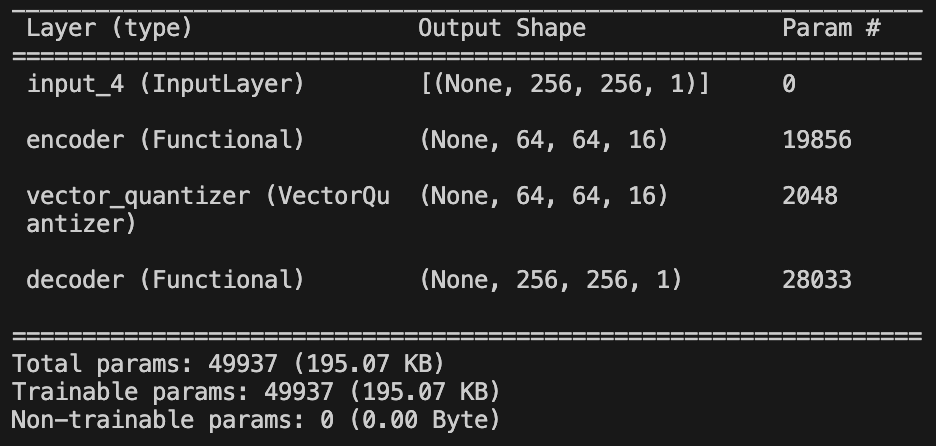 Layer (type) Output Shape Param #
=================================================================
input_4 (InputLayer) [(None, 256, 256, 1)] 0
encoder (Functional) (None, 64, 64, 16) 19856
vector_quantizer (VectorQu (None, 64, 64, 16) 2048
antizer)
decoder (Functional) (None, 256, 256, 1) 28033
=================================================================
Total params: 49937 (195.07 KB)
Trainable params: 49937 (195.07 KB)
Non-trainable params: 0 (0.00 Byte)